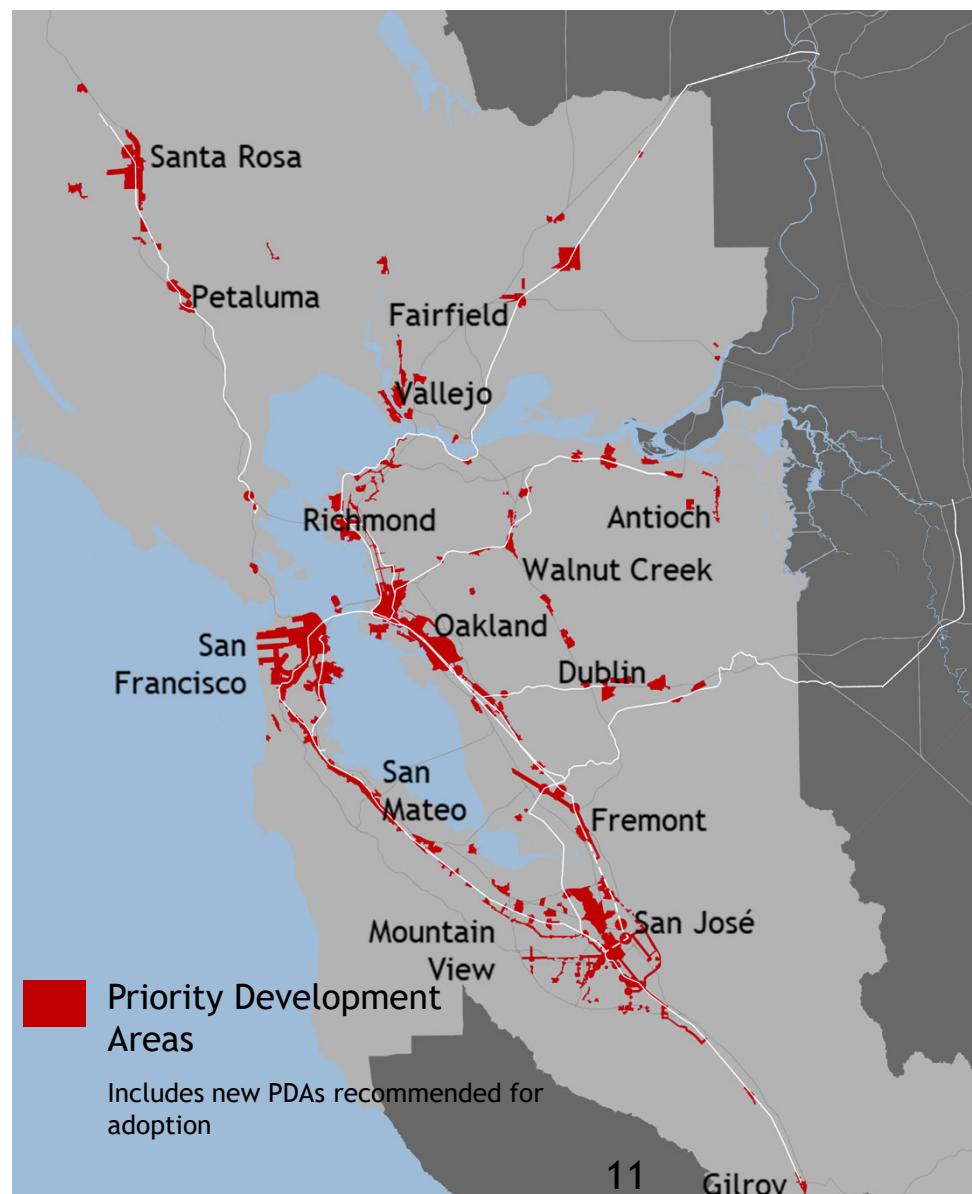 Santa Rosa
Petaluma
Fairfield
Vallejo
Richmond
Antioch
Walnut Creek
Oakland
San
Francisco
Dublin
San
Mateo
Fremont
Mountain
View
San José
Priority Development
Areas
Includes new PDAs recommended for
adoption
11
Gilroy